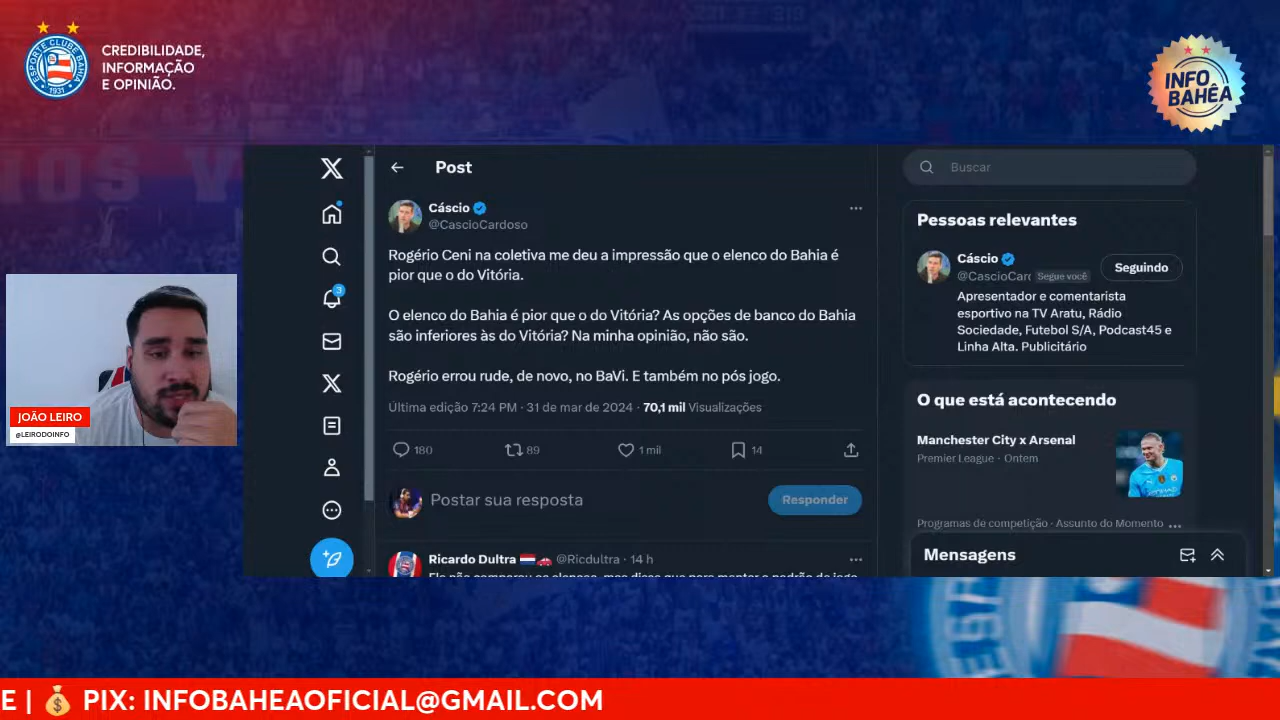 ESPORTE CLUBE BAHIA
1931
CREDIBILIDADE,
INFORMAÇÃO
E OPINIÃO.
INFO
BAHÊA
Post
Buscar
Cáscio
@CascioCardoso
Rogério Ceni na coletiva me deu a impressão que o elenco do Bahia é
pior que o do Vitória.
O elenco do Bahia é pior que o do Vitória? As opções de banco do Bahia
são inferiores às do Vitória? Na minha opinião, não são.
Rogério errou rude, de novo, no BaVi. E também no pós jogo.
Última edição 7:24 PM · 31 de mar de 2024 · 70,1 mil Visualizações
180
89
1 mil
14
Postar sua resposta
Responder
Ricardo Dultra @Ricdultra · 14 h
Pessoas relevantes
Cáscio
@CascioCar Segue você
Seguindo
Apresentador e comentarista
esportivo na TV Aratu, Rádio
Sociedade, Futebol S/A, Podcast45 e
Linha Alta. Publicitário
O que está acontecendo
Manchester City x Arsenal
Premier League · Ontem
Programas de competição · Assunto do Momento
Mensagens
3
JOÃO LEIRO
@LEIRODOINFO
E | 💰 PIX: INFOBAHEAOFICIAL@GMAIL.COM